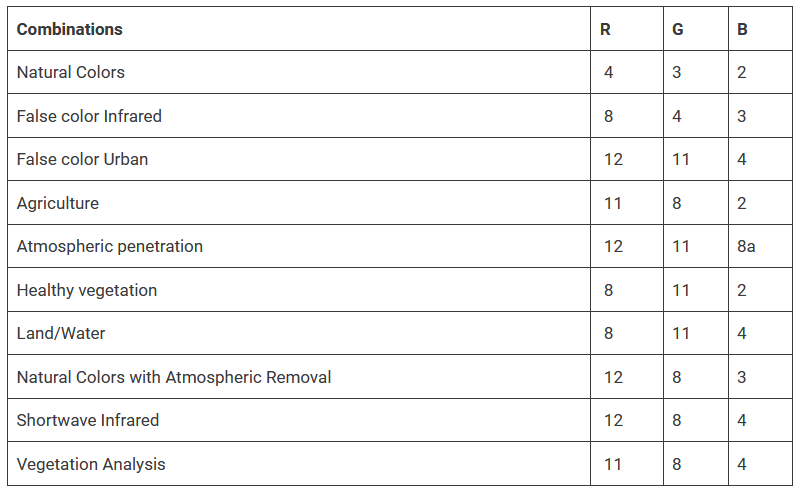 Combinations R G B
Natural Colors 4 3 2
False color Infrared 8 4 3
False color Urban 12 11 4
Agriculture 11 8 2
Atmospheric penetration 12 11 8a
Healthy vegetation 8 11 2
Land/Water 8 11 4
Natural Colors with Atmospheric Removal 12 8 3
Shortwave Infrared 12 8 4
Vegetation Analysis 11 8 4